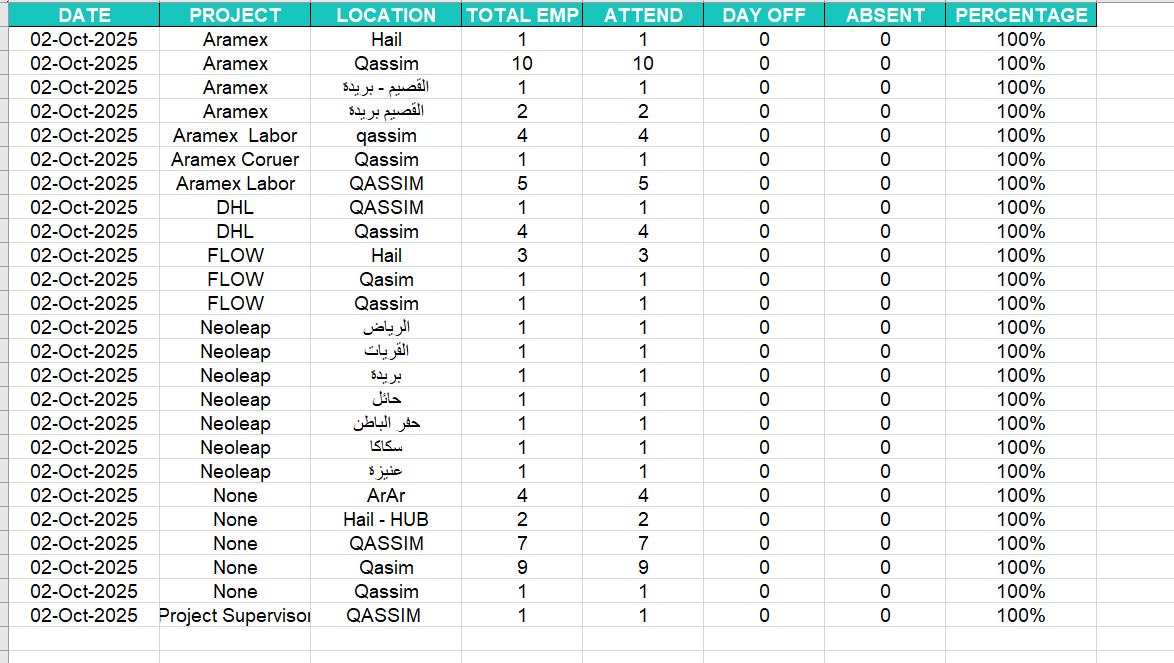 DATE PROJECT LOCATION TOTAL EMP ATTEND DAY OFF ABSENT PERCENTAGE
02-Oct-2025 Aramex Hail 1 1 0 0 100%
02-Oct-2025 Aramex Qassim 10 10 0 0 100%
02-Oct-2025 Aramex القصيم - بريدة 1 1 0 0 100%
02-Oct-2025 Aramex القصيم بريدة 2 2 0 0 100%
02-Oct-2025 Aramex  Labor qassim 4 4 0 0 100%
02-Oct-2025 Aramex Coruer Qassim 1 1 0 0 100%
02-Oct-2025 Aramex Labor QASSIM 5 5 0 0 100%
02-Oct-2025 DHL QASSIM 1 1 0 0 100%
02-Oct-2025 DHL Qassim 4 4 0 0 100%
02-Oct-2025 FLOW Hail 3 3 0 0 100%
02-Oct-2025 FLOW Qasim 1 1 0 0 100%
02-Oct-2025 FLOW Qassim 1 1 0 0 100%
02-Oct-2025 Neoleap الرياض 1 1 0 0 100%
02-Oct-2025 Neoleap القريات 1 1 0 0 100%
02-Oct-2025 Neoleap بريدة 1 1 0 0 100%
02-Oct-2025 Neoleap حائل 1 1 0 0 100%
02-Oct-2025 Neoleap حفر الباطن 1 1 0 0 100%
02-Oct-2025 Neoleap سكاكا 1 1 0 0 100%
02-Oct-2025 Neoleap عنيزة 1 1 0 0 100%
02-Oct-2025 None ArAr 4 4 0 0 100%
02-Oct-2025 None Hail - HUB 2 2 0 0 100%
02-Oct-2025 None QASSIM 7 7 0 0 100%
02-Oct-2025 None Qasim 9 9 0 0 100%
02-Oct-2025 None Qassim 1 1 0 0 100%
02-Oct-2025 Project Supervisor QASSIM 1 1 0 0 100%